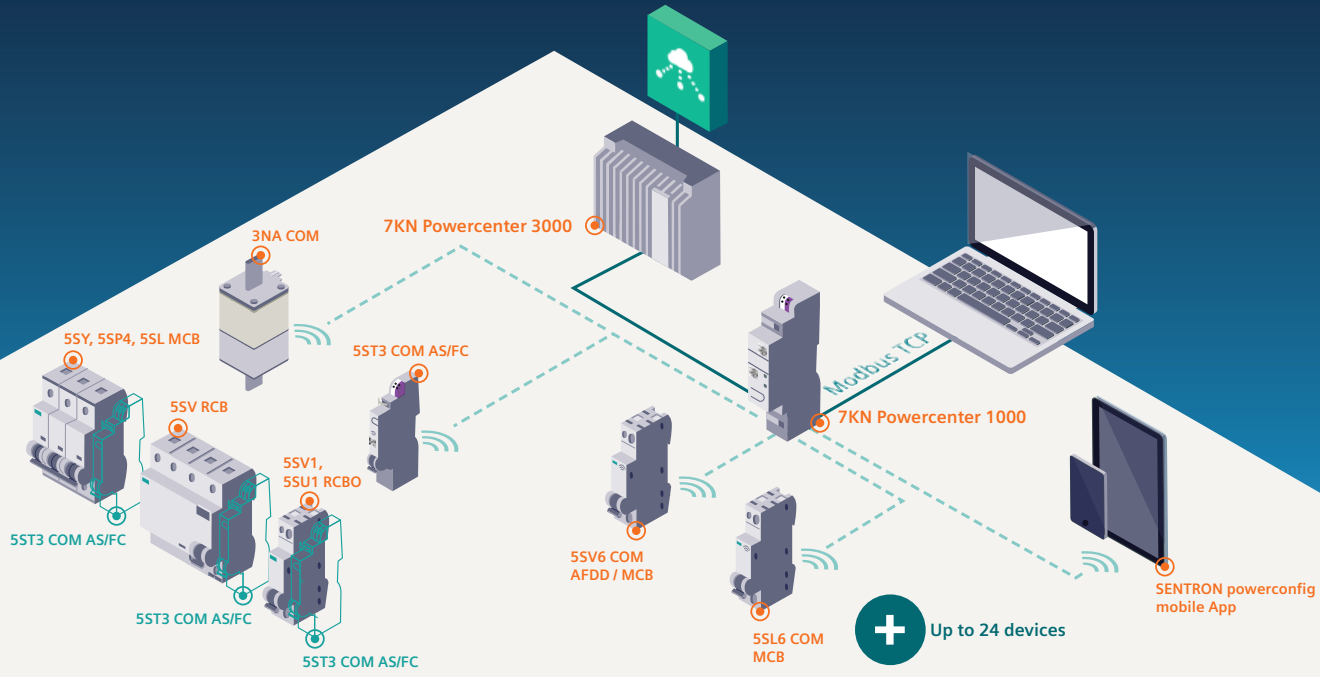 7KN Powercenter 3000
3NA COM
5SY, 5SP4, 5SL MCB
5ST3 COM AS/FC
Modbus TCP
5SV RCB
7KN Powercenter 1000
5SV1,
5SU1 RCBO
5ST3 COM AS/FC
5SV6 COM
AFDD / MCB
SENTRON powerconfig
mobile App
5ST3 COM AS/FC
Up to 24 devices
5SL6 COM
MCB
5ST3 COM AS/FC